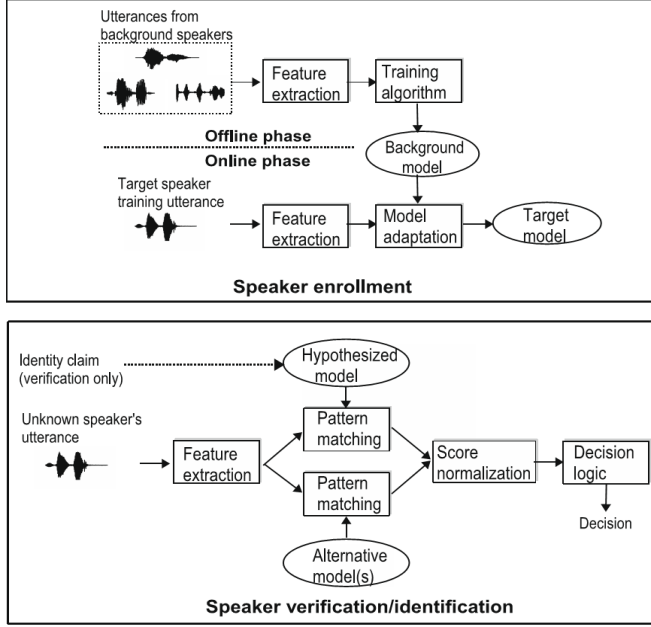 Utterances from
background speakers
Feature
extraction
Training
algorithm
Offline phase
Online phase
Background
model
Target speaker
training utterance
Feature
extraction
Model
adaptation
Target
model
Speaker enrollment
Identity claim
(verification only)
Hypothesized
model
Unknown speaker's
utterance
Feature
extraction
Pattern
matching
Pattern
matching
Score
normalization
Decision
logic
Decision
Alternative
model(s)
Speaker verification/identification